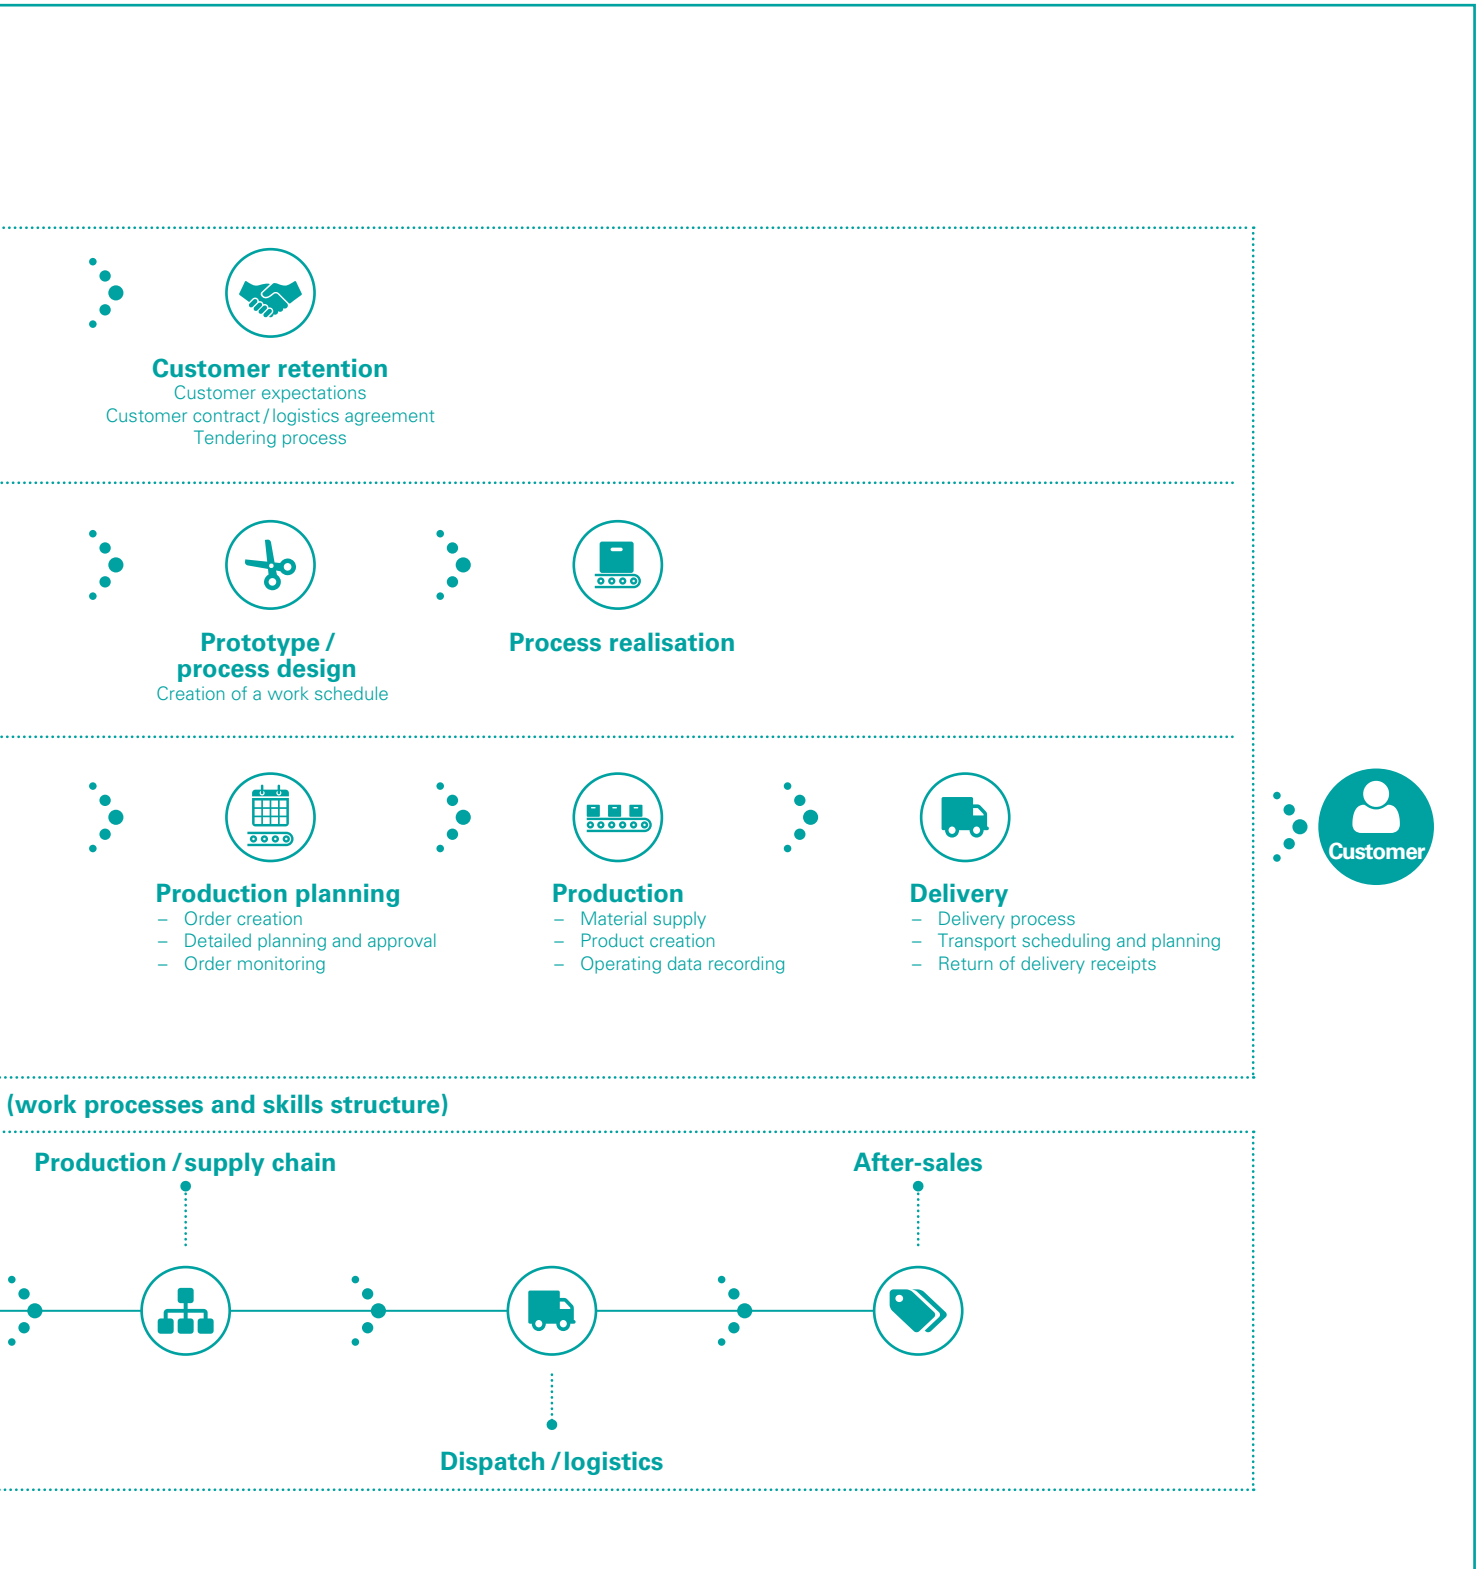 Customer retention
Customer expectations
Customer contract / logistics agreement
Tendering process
Prototype /
process design
Creation of a work schedule
Process realisation
Production planning
– Order creation
– Detailed planning and approval
– Order monitoring
Production
– Material supply
– Product creation
– Operating data recording
Delivery
– Delivery process
– Transport scheduling and planning
– Return of delivery receipts
Customer
(work processes and skills structure)
Production / supply chain
After-sales
Dispatch / logistics